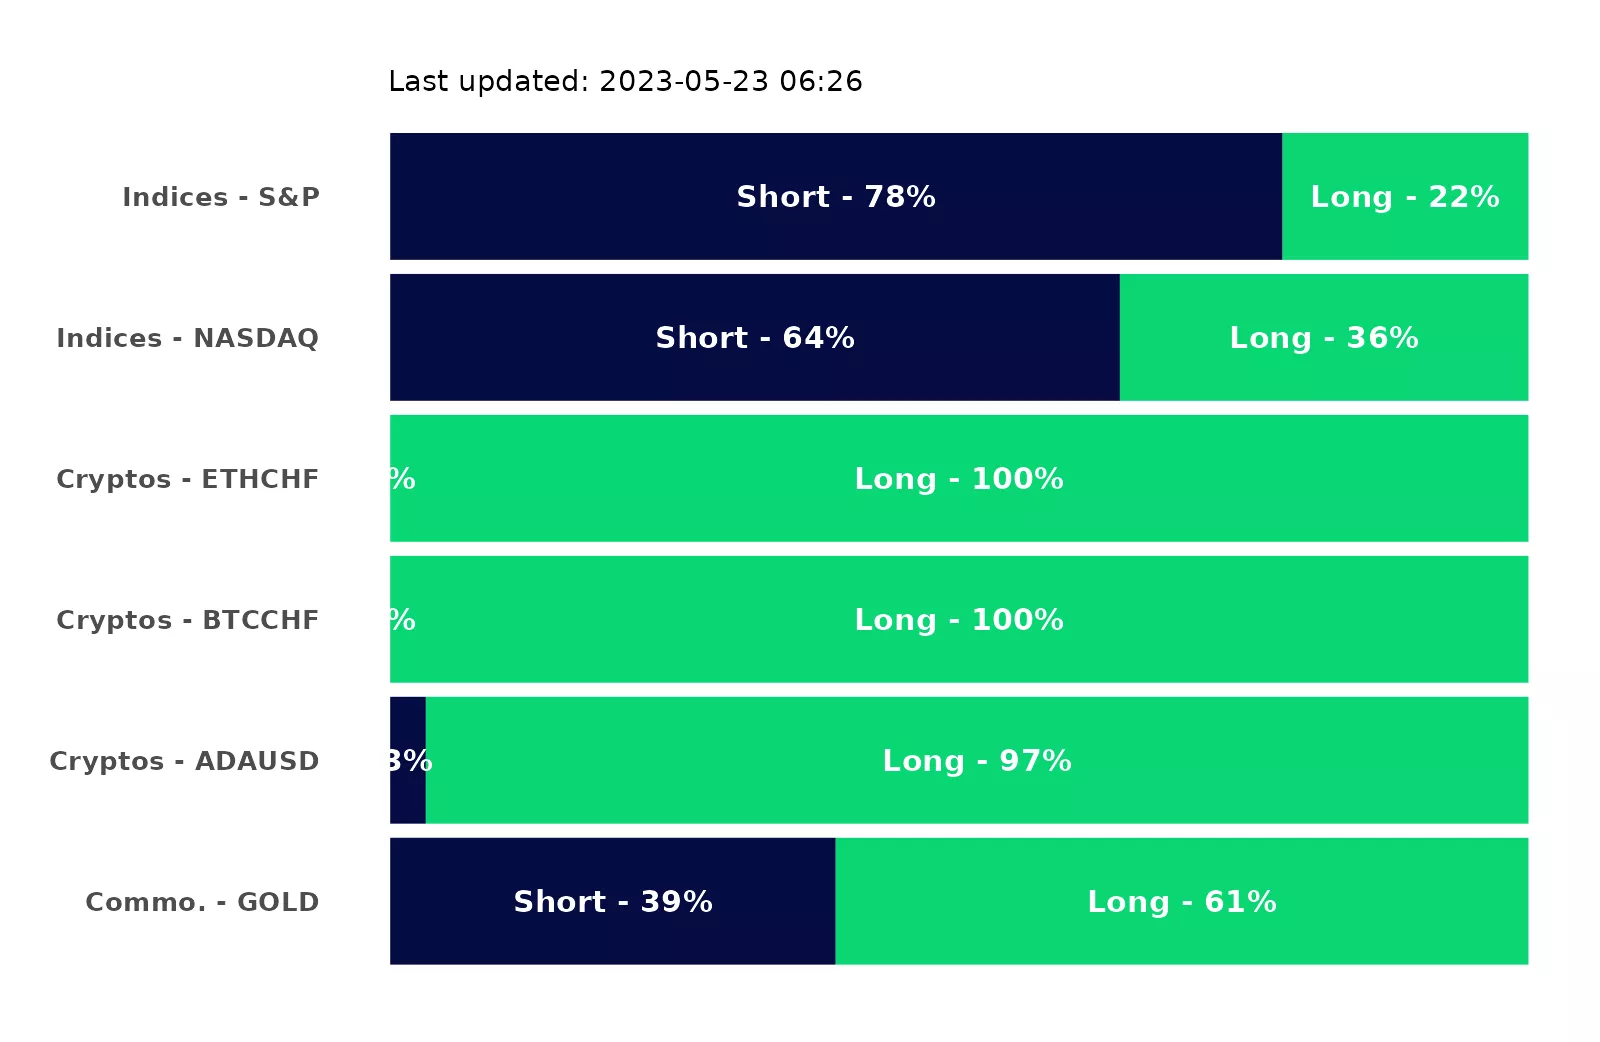 Last updated: 2023-05-23 06:26
Indices - S&P Short - 78% Long - 22%
Indices - NASDAQ Short - 64% Long - 36%
Cryptos - ETHCHF % Long - 100%
Cryptos - BTCCHF % Long - 100%
Cryptos - ADAUSD 3% Long - 97%
Commo. - GOLD Short - 39% Long - 61%